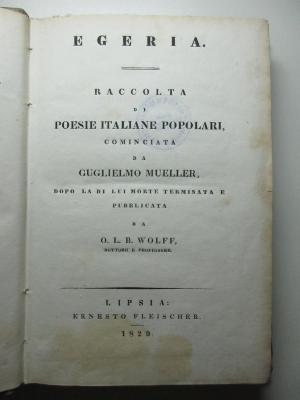 EGERIA.
RACCOLTA
DI
POESIE ITALIANE POPOLARI,
COMINCIATA
DA
GUGLIELMO MUELLER,
DOPO LA DI LUI MORTE TERMINATA E
PUBBLICATA
DA
O. L. B. WOLFF,
DOTTORE E PROFESSORE.
LIPSIA:
ERNESTO FLEISCHER.
1829